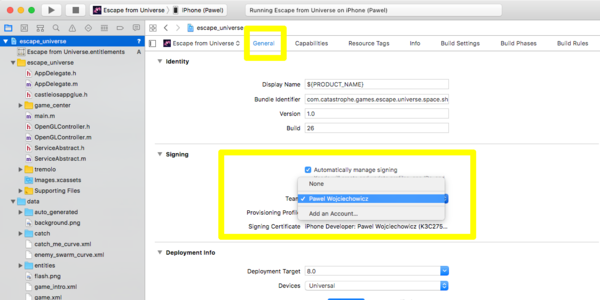 Escape from Universe
iPhone (Pawel)
Running Escape from Universe on iPhone (Pawel)
escape_universe
escape_universe
Escape from Universe.entitlements
escape_universe
AppDelegate.h
AppDelegate.m
castleiosappglue.h
game_center
main.m
OpenGLController.h
OpenGLController.m
ServiceAbstract.h
ServiceAbstract.m
tremolo
Images.xcassets
Supporting Files
data
auto_generated
background.png
catch
catch_me_curve.xml
enemy_swarm_curve.xml
entities
flash.png
game_intro.xml
game.xml
Escape from Universe
General
Capabilities
Resource Tags
Info
Build Settings
Build Phases
Build Rules
Identity
Display Name
${PRODUCT_NAME}
Bundle Identifier
com.catastrophe.games.escape.universe.space.sh
Version
1.0
Build
26
Signing
Automatically manage signing
None
Team
Pawel Wojciechowicz
Provisioning Profile
Add an Account...
Signing Certificate
iPhone Developer: Pawel Wojciechowicz (K3C275...
Deployment Info
Deployment Target
8.0
Devices
Universal